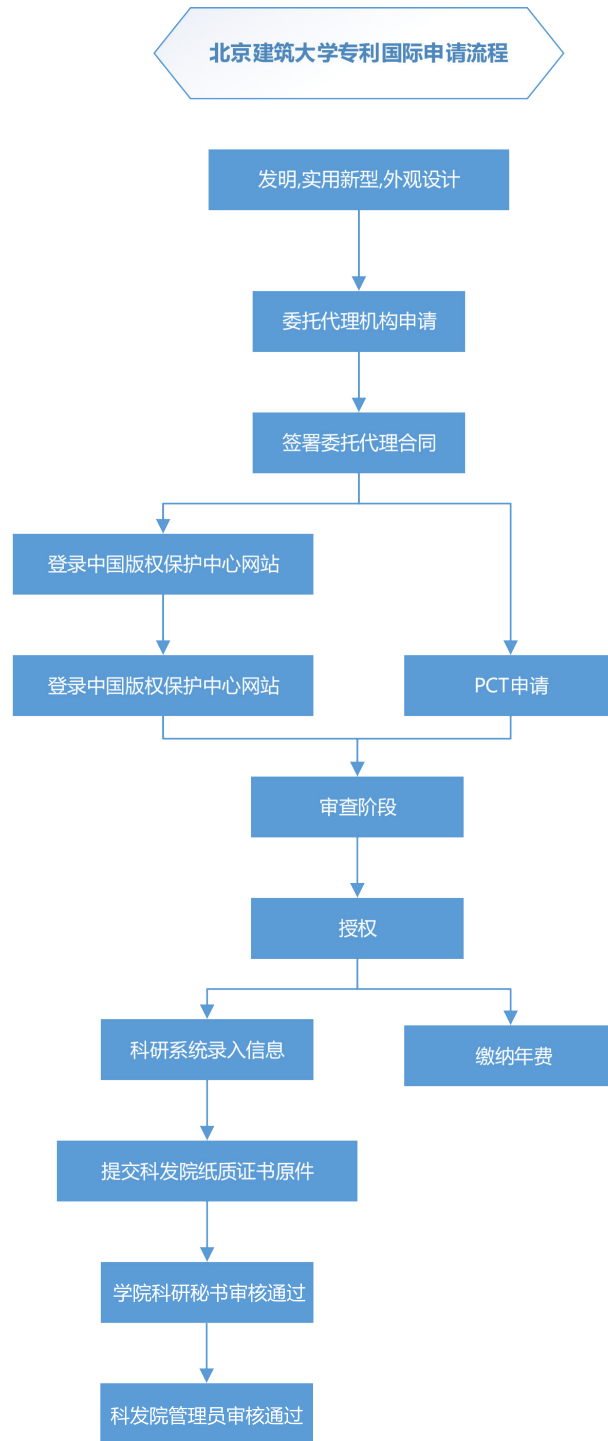 北京建筑大学专利国际申请流程
发明,实用新型,外观设计
委托代理机构申请
签署委托代理合同
登录中国版权保护中心网站
登录中国版权保护中心网站
PCT申请
审查阶段
授权
科研系统录入信息
缴纳年费
提交科发院纸质证书原件
学院科研秘书审核通过
科发院管理员审核通过